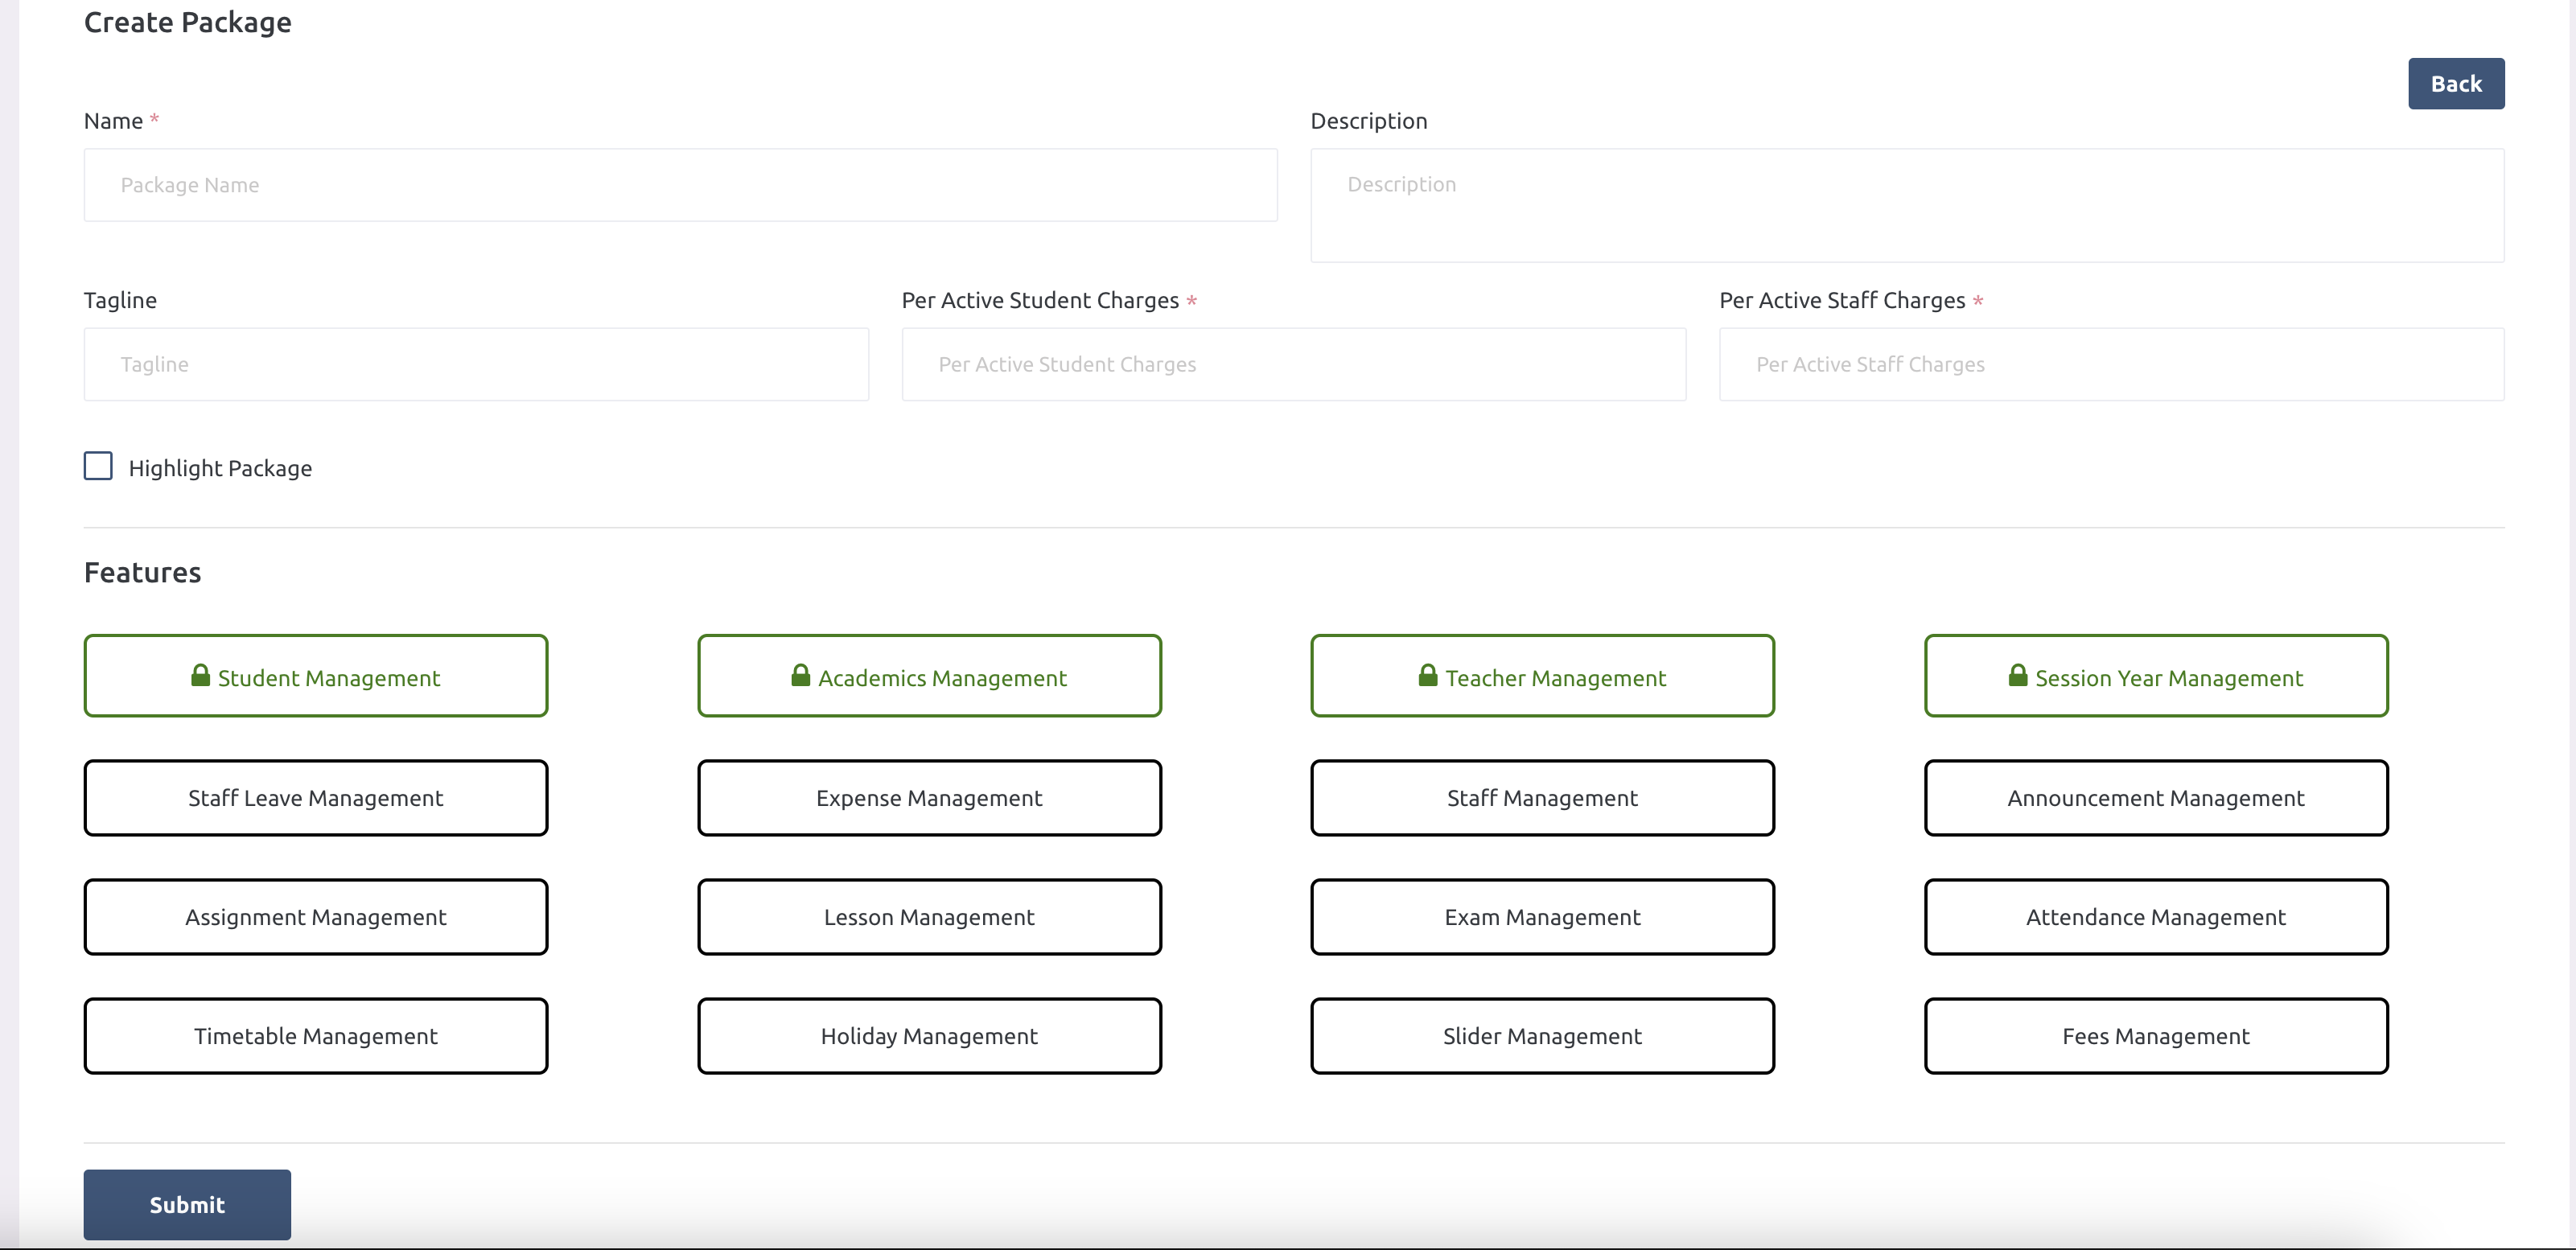 Create Package
Back
Name *
Description
Package Name
Description
Tagline
Per Active Student Charges *
Per Active Staff Charges *
Tagline
Per Active Student Charges
Per Active Staff Charges
Highlight Package
Features
Student Management
Academics Management
Teacher Management
Session Year Management
Staff Leave Management
Expense Management
Staff Management
Announcement Management
Assignment Management
Lesson Management
Exam Management
Attendance Management
Timetable Management
Holiday Management
Slider Management
Fees Management
Submit